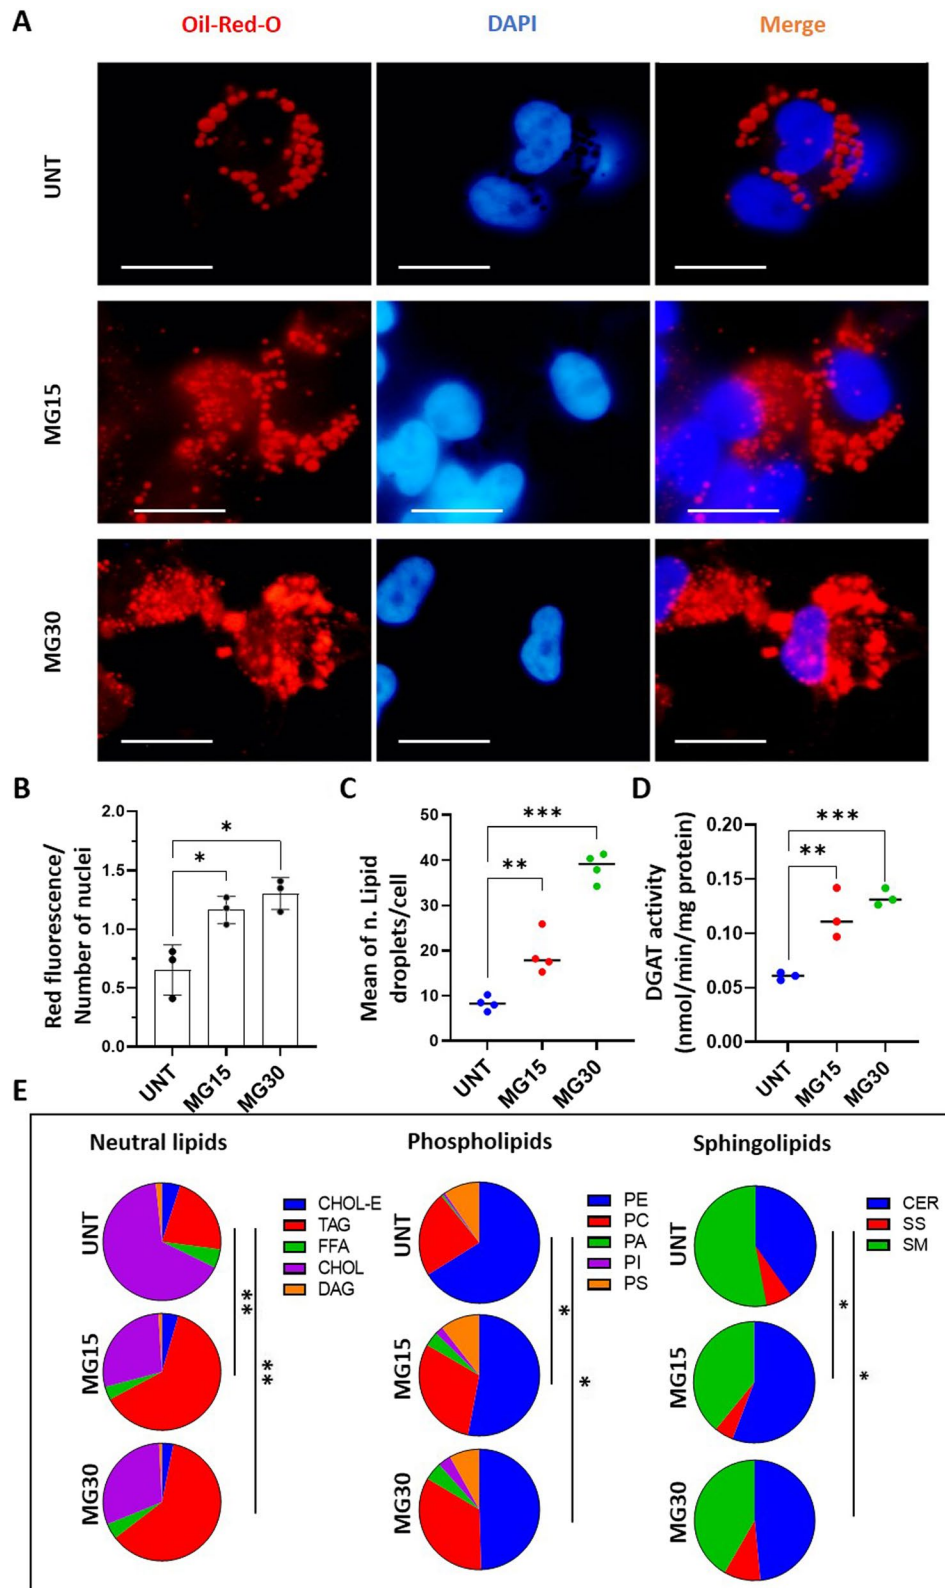 A
Oil-Red-O
DAPI
Merge
UNT
MG15
MG30
B
Red fluorescence/
Number of nuclei
2.0
1.5
1.0
0.5
0.0
*
*
UNT
MG15
MG30
C
Mean of n. Lipid
droplets/cell
50
40
30
20
10
0
***
**
UNT
MG15
MG30
D
DGAT activity
(nmol/min/mg protein)
0.20
0.15
0.10
0.05
0.00
***
**
UNT
MG15
MG30
E
Neutral lipids
UNT
MG15
MG30
CHOL-E
TAG
FFA
CHOL
DAG
**
**
Phospholipids
UNT
MG15
MG30
PE
PC
PA
PI
PS
*
*
Sphingolipids
UNT
MG15
MG30
CER
SS
SM
*
*